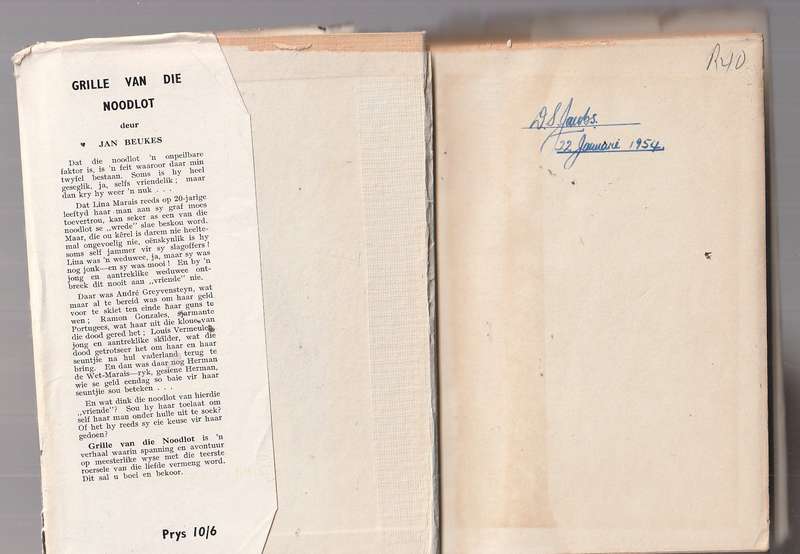 GRILLE VAN DIE
NOODLOT
deur
JAN BEUKES
Dat die noodlot 'n onpeilbare
faktor is, is 'n feit waaroor daar min
twyfel bestaan. Soms is hy heel
geseglik, ja, selfs vriendelik; maar
dan kry hy weer 'n nuk . . .
Dat Lina Marais reeds op 20-jarige
leeftyd haar man aan sy graf moes
toevertrou, kan seker as een van die
noodlot se „wrede" slae beskou word.
Maar, die ou kêrel is darem nie heelte-
mal ongevoelig nie, oënskynlik is hy
soms self jammer vir sy slagoffers!
Lina was 'n weduwee, ja, maar sy was
nog jonk—en sy was mooi! En by 'n
jong en aantreklike weduwee ont-
breek dit nooit aan „vriende" nie.
Daar was André Greyvensteyn, wat
maar al te bereid was om haar geld
voor te skiet ten einde haar guns te
wen; Ramon Gonzales, sjarmante
Portugees, wat haar uit die kloue van
die dood gered het; Louis Vermeulen,
jong en aantreklike skilder, wat die
dood getrotseer het om haar en haar
seuntjie na hul vaderland terug te
bring. En dan was daar nog Herman
de Wet-Marais—ryk, gesiene Herman,
wie se geld eendag so baie vir haar
seuntjie sou beteken . . .
En wat dink die noodlot van hierdie
„vriende"? Sou hy haar toelaat om
self haar man onder hulle uit te soek?
Of het hy reeds sy eie keuse vir haar
gedoen?
Grille van die Noodlot is 'n
verhaal waarin spanning en avontuur
op meesterlike wyse met die teerste
roersele van die liefde vermeng word.
Dit sal u boei en bekoor.
Prys 10/6
R40
D.S. Jacobs.
22 Januarie 1954